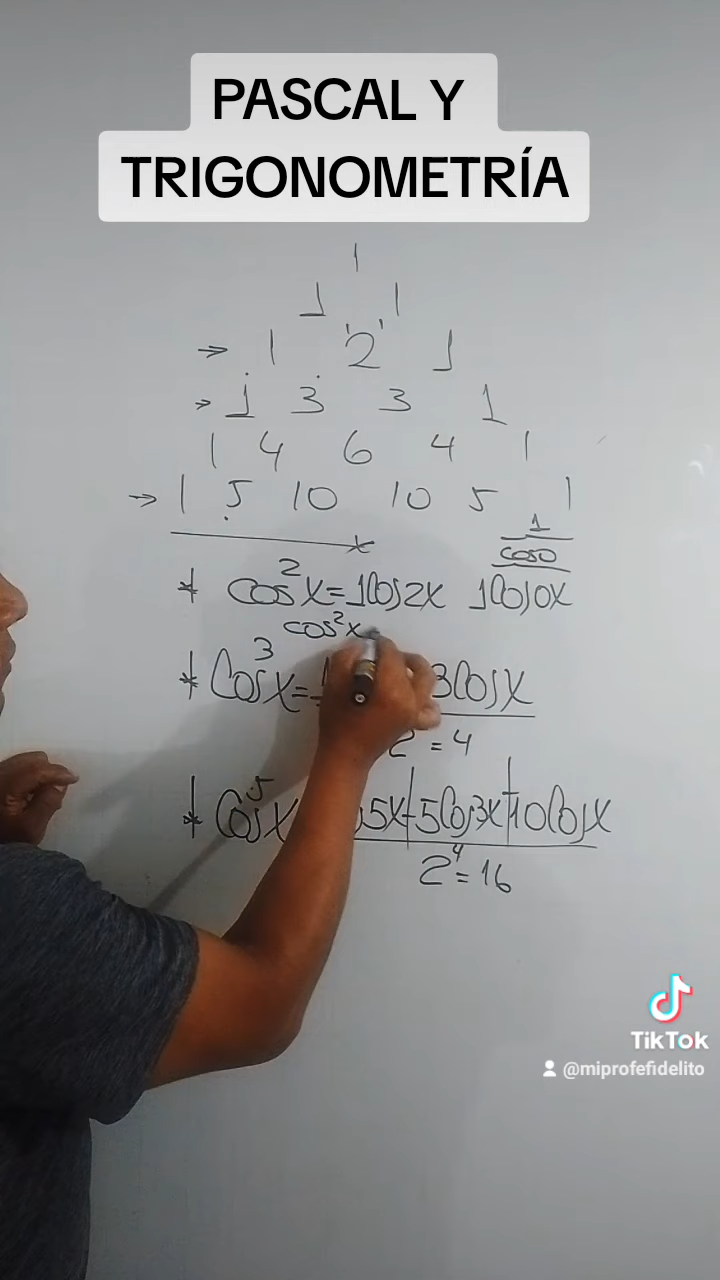 PASCAL Y
TRIGONOMETRÍA
1
1 1
1 2 1
→ 1 3 3 1
1 4 6 4 1
→ 1 5 10 10 5 1
1
cos0
* cos²x=1Cos2x 1Cos0x
cos²x
* Cos³x= 3Cosx
2 = 4
* Cos⁵x 5x+5Cos3x+10Cosx
2⁴=16
TikTok
@miprofefidelito